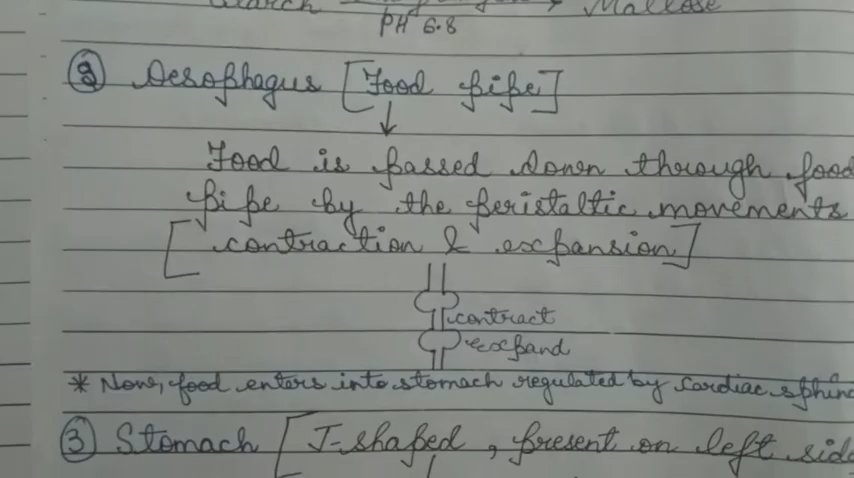 Starch → Maltose
PH 6.8
② Oesophagus [Food pipe]
↓
Food is passed down through food
pipe by the peristaltic movements
[contraction & expansion]
contract
expand
* Now, food enters into stomach regulated by cardiac sphinc
③ Stomach [J-shaped, present on left side